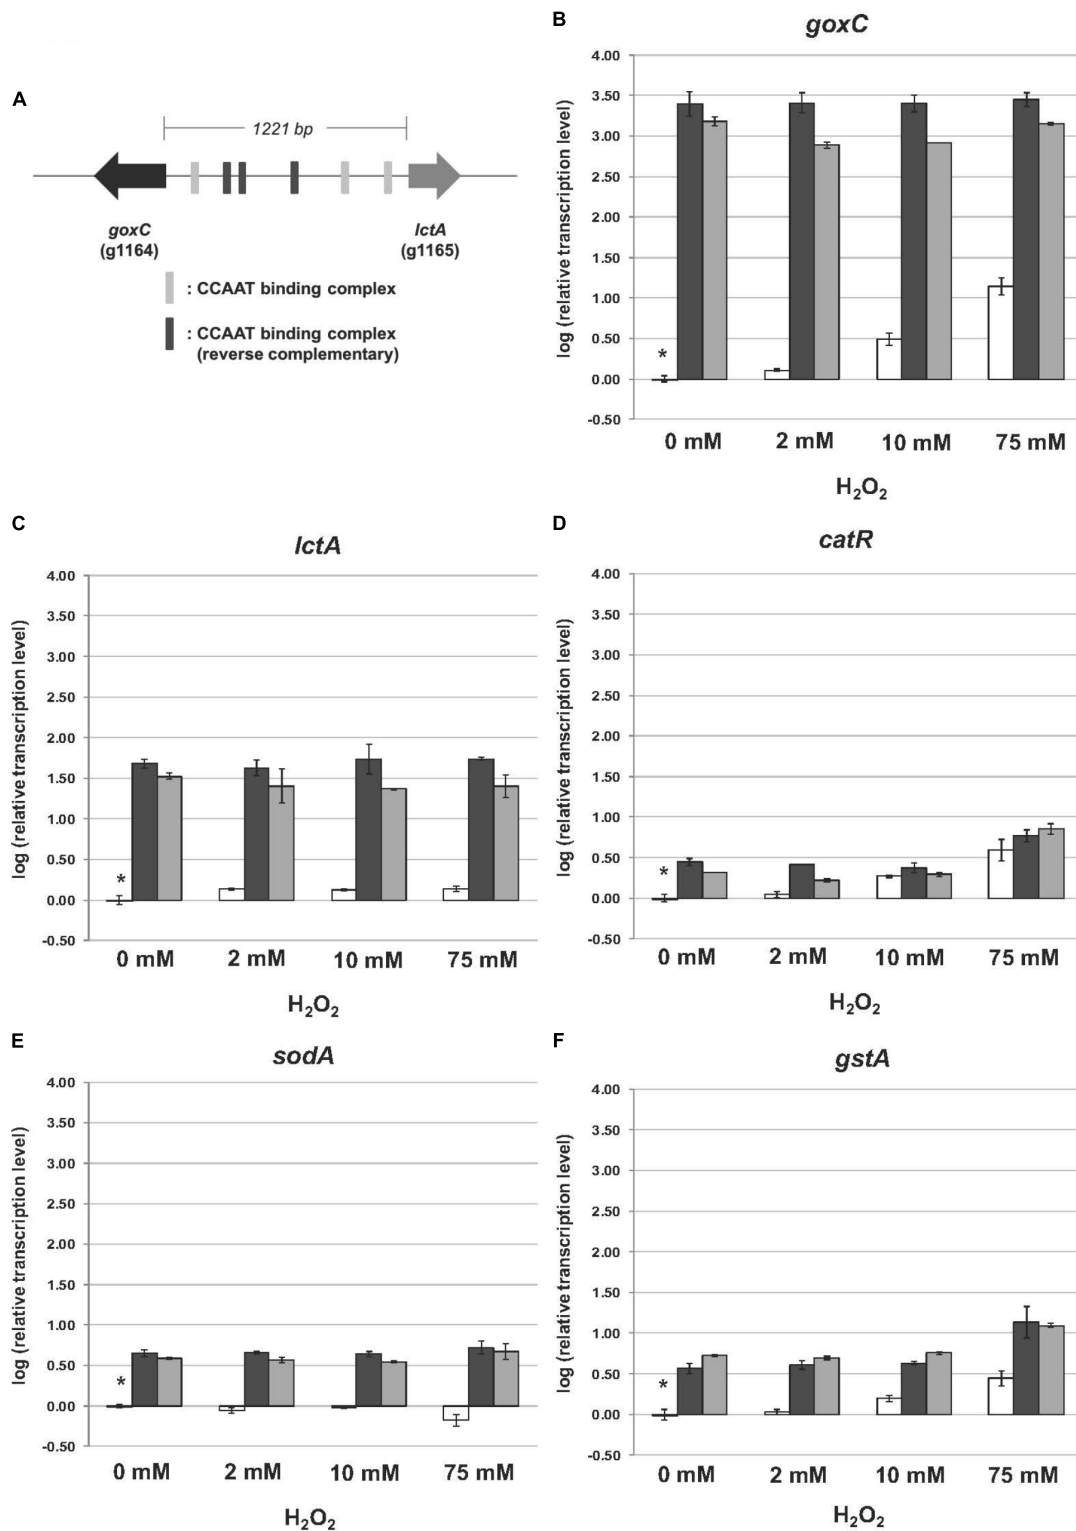 A
1221 bp
goxC
(g1164)
lctA
(g1165)
: CCAAT binding complex
: CCAAT binding complex
(reverse complementary)
B
goxC
log (relative transcription level)
4.00
3.50
3.00
2.50
2.00
1.50
1.00
0.50
0.00
-0.50
*
0 mM
2 mM
10 mM
75 mM
H₂O₂
C
lctA
log (relative transcription level)
4.00
3.50
3.00
2.50
2.00
1.50
1.00
0.50
0.00
-0.50
*
0 mM
2 mM
10 mM
75 mM
H₂O₂
D
catR
log (relative transcription level)
4.00
3.50
3.00
2.50
2.00
1.50
1.00
0.50
0.00
-0.50
*
0 mM
2 mM
10 mM
75 mM
H₂O₂
E
sodA
log (relative transcription level)
4.00
3.50
3.00
2.50
2.00
1.50
1.00
0.50
0.00
-0.50
*
0 mM
2 mM
10 mM
75 mM
H₂O₂
F
gstA
log (relative transcription level)
4.00
3.50
3.00
2.50
2.00
1.50
1.00
0.50
0.00
-0.50
*
0 mM
2 mM
10 mM
75 mM
H₂O₂